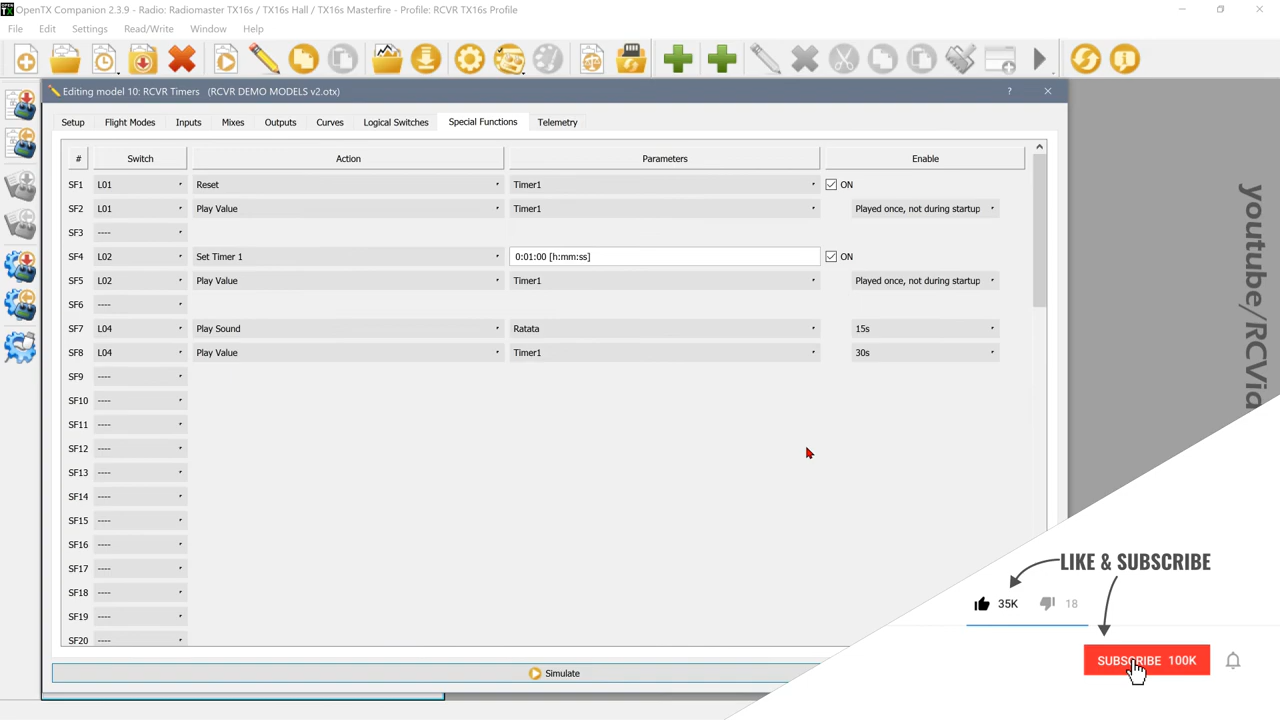 OpenTX Companion 2.3.9 - Radio: Radiomaster TX16s / TX16s Hall / TX16s Masterfire - Profile: RCVR TX16s Profile
File Edit Settings Read/Write Window Help
Editing model 10: RCVR Timers (RCVR DEMO MODELS v2.otx)
Setup Flight Modes Inputs Mixes Outputs Curves Logical Switches Special Functions Telemetry
# Switch Action Parameters Enable
SF1 L01 Reset Timer1 ON
SF2 L01 Play Value Timer1 Played once, not during startup
SF3 ----
SF4 L02 Set Timer 1 0:01:00 [h:mm:ss] ON
SF5 L02 Play Value Timer1 Played once, not during startup
SF6 ----
SF7 L04 Play Sound Ratata 15s
SF8 L04 Play Value Timer1 30s
SF9 ----
SF10 ----
SF11 ----
SF12 ----
SF13 ----
SF14 ----
SF15 ----
SF16 ----
SF17 ----
SF18 ----
SF19 ----
SF20 ----
Simulate
youtube/RCVid
LIKE & SUBSCRIBE
35K 18
SUBSCRIBE 100K